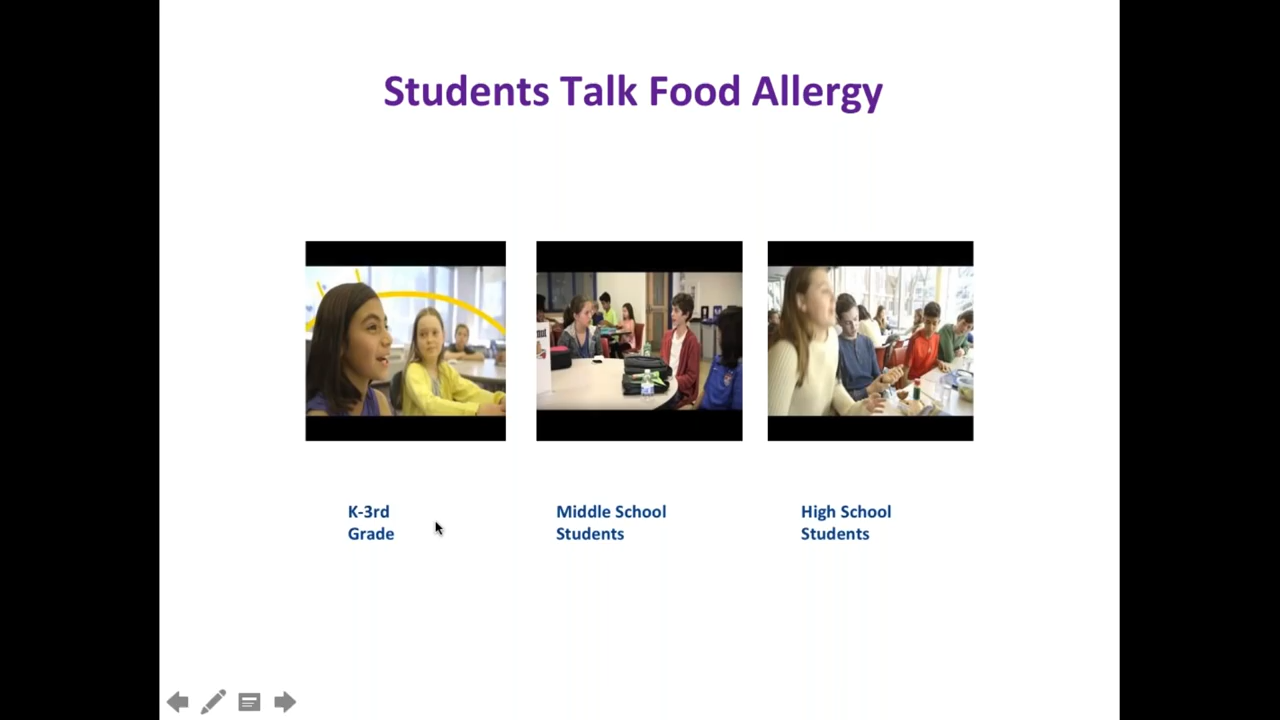 Students Talk Food Allergy
K-3rd
Grade
Middle School
Students
High School
Students